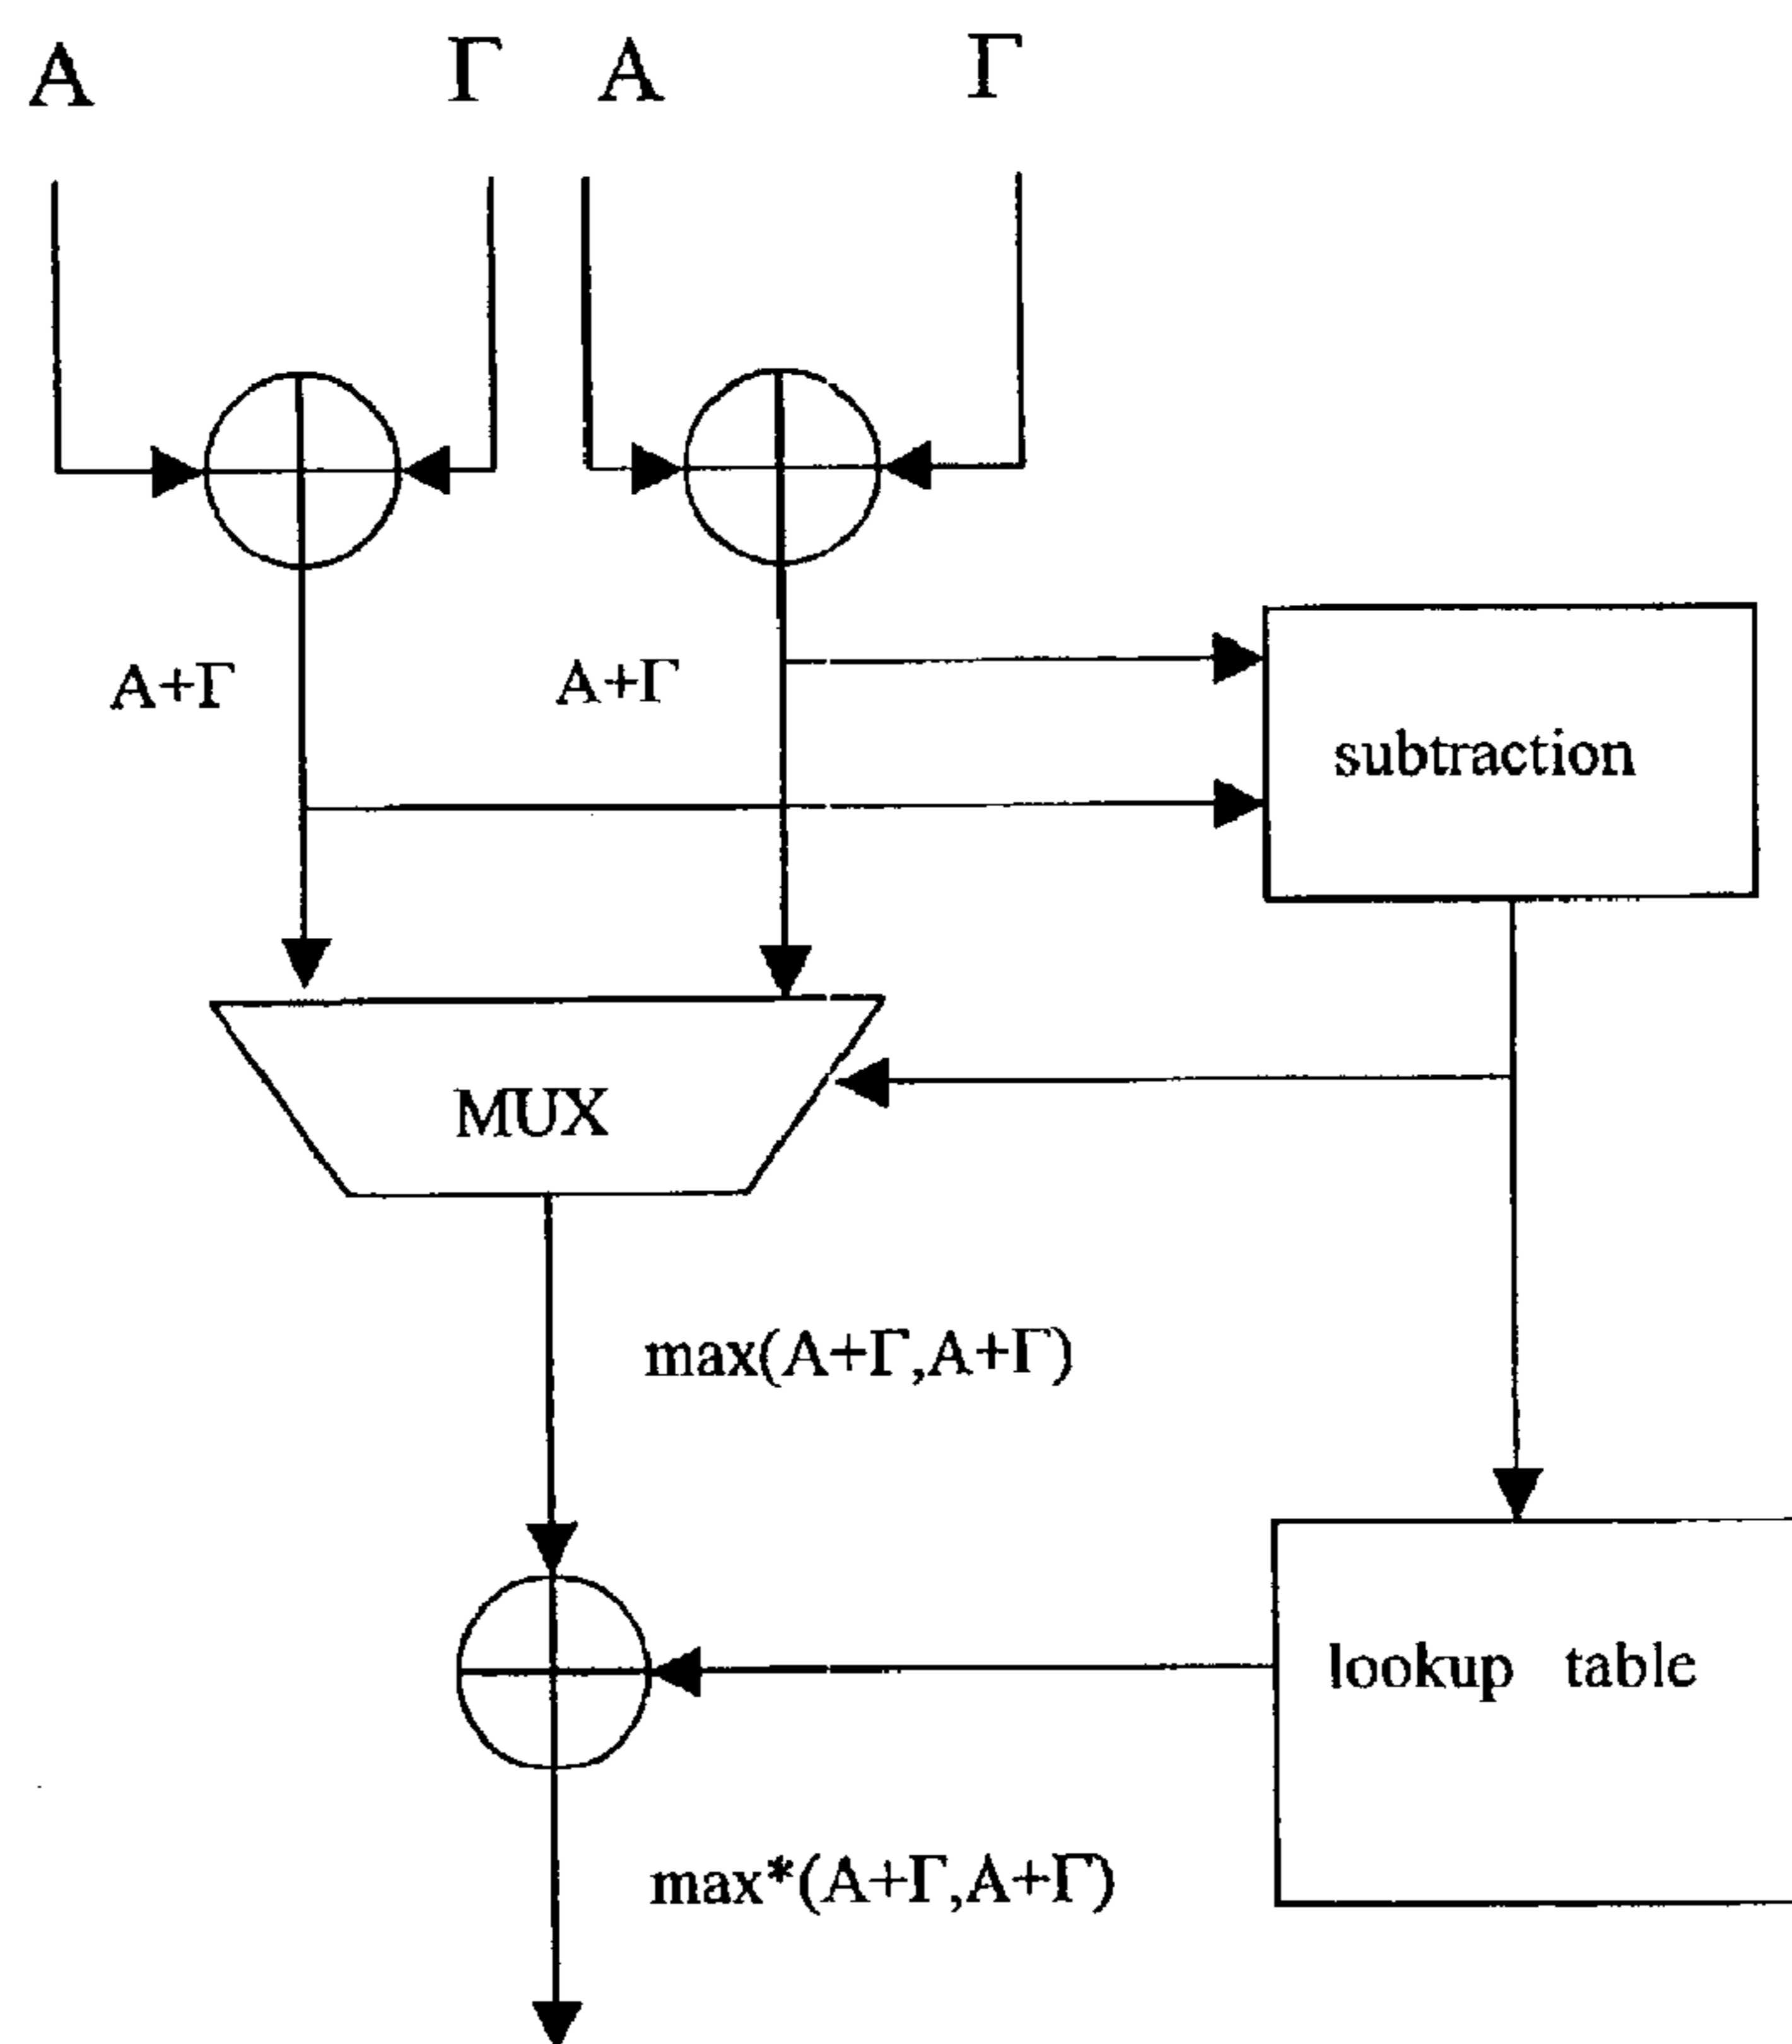 Α Γ Α Γ
Α+Γ Α+Γ
subtraction
MUX
max(Α+Γ,Α+Γ)
lookup table
max*(Α+Γ,Α+Γ)